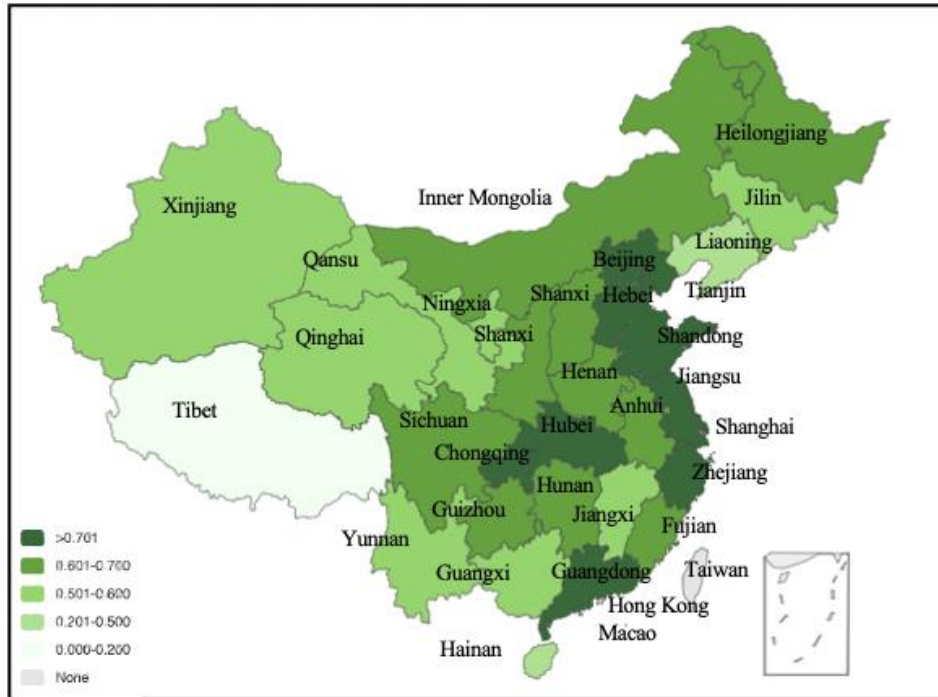 Heilongjiang
Jilin
Xinjiang
Inner Mongolia
Liaoning
Beijing
Qansu
Tianjin
Shanxi
Hebei
Ningxia
Shanxi
Shandong
Qinghai
Henan
Jiangsu
Anhui
Tibet
Sichuan
Hubei
Shanghai
Chongqing
Zhejiang
Hunan
Guizhou
Jiangxi
Fujian
Yunnan
Guangxi
Guangdong
Taiwan
Hong Kong
Macao
Hainan
>0.701
0.601-0.700
0.501-0.600
0.201-0.500
0.000-0.200
None